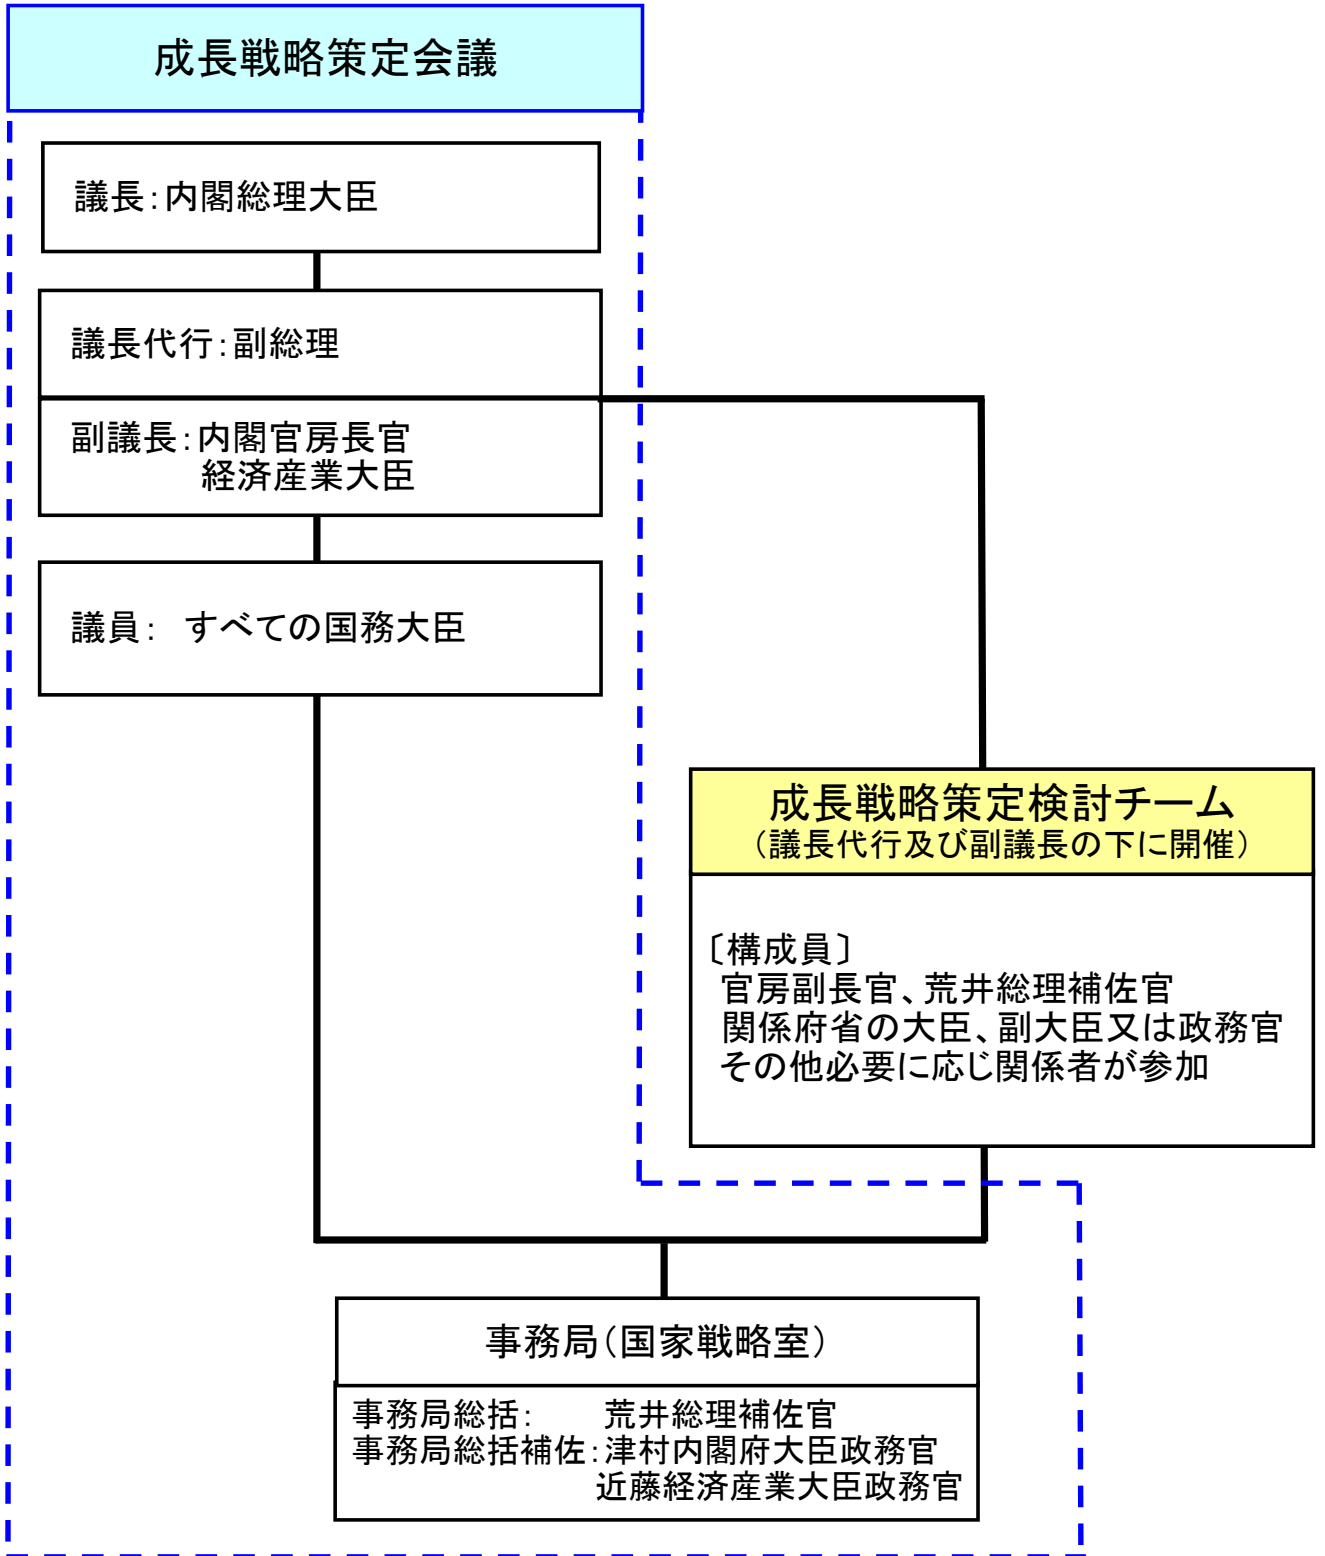 成長戦略策定会議
議長：内閣総理大臣
議長代行：副総理
副議長：内閣官房長官
経済産業大臣
議員：　すべての国務大臣
成長戦略策定検討チーム
（議長代行及び副議長の下に開催）
〔構成員〕
官房副長官、荒井総理補佐官
関係府省の大臣、副大臣又は政務官
その他必要に応じ関係者が参加
事務局（国家戦略室）
事務局総括：　　荒井総理補佐官
事務局総括補佐：津村内閣府大臣政務官
近藤経済産業大臣政務官